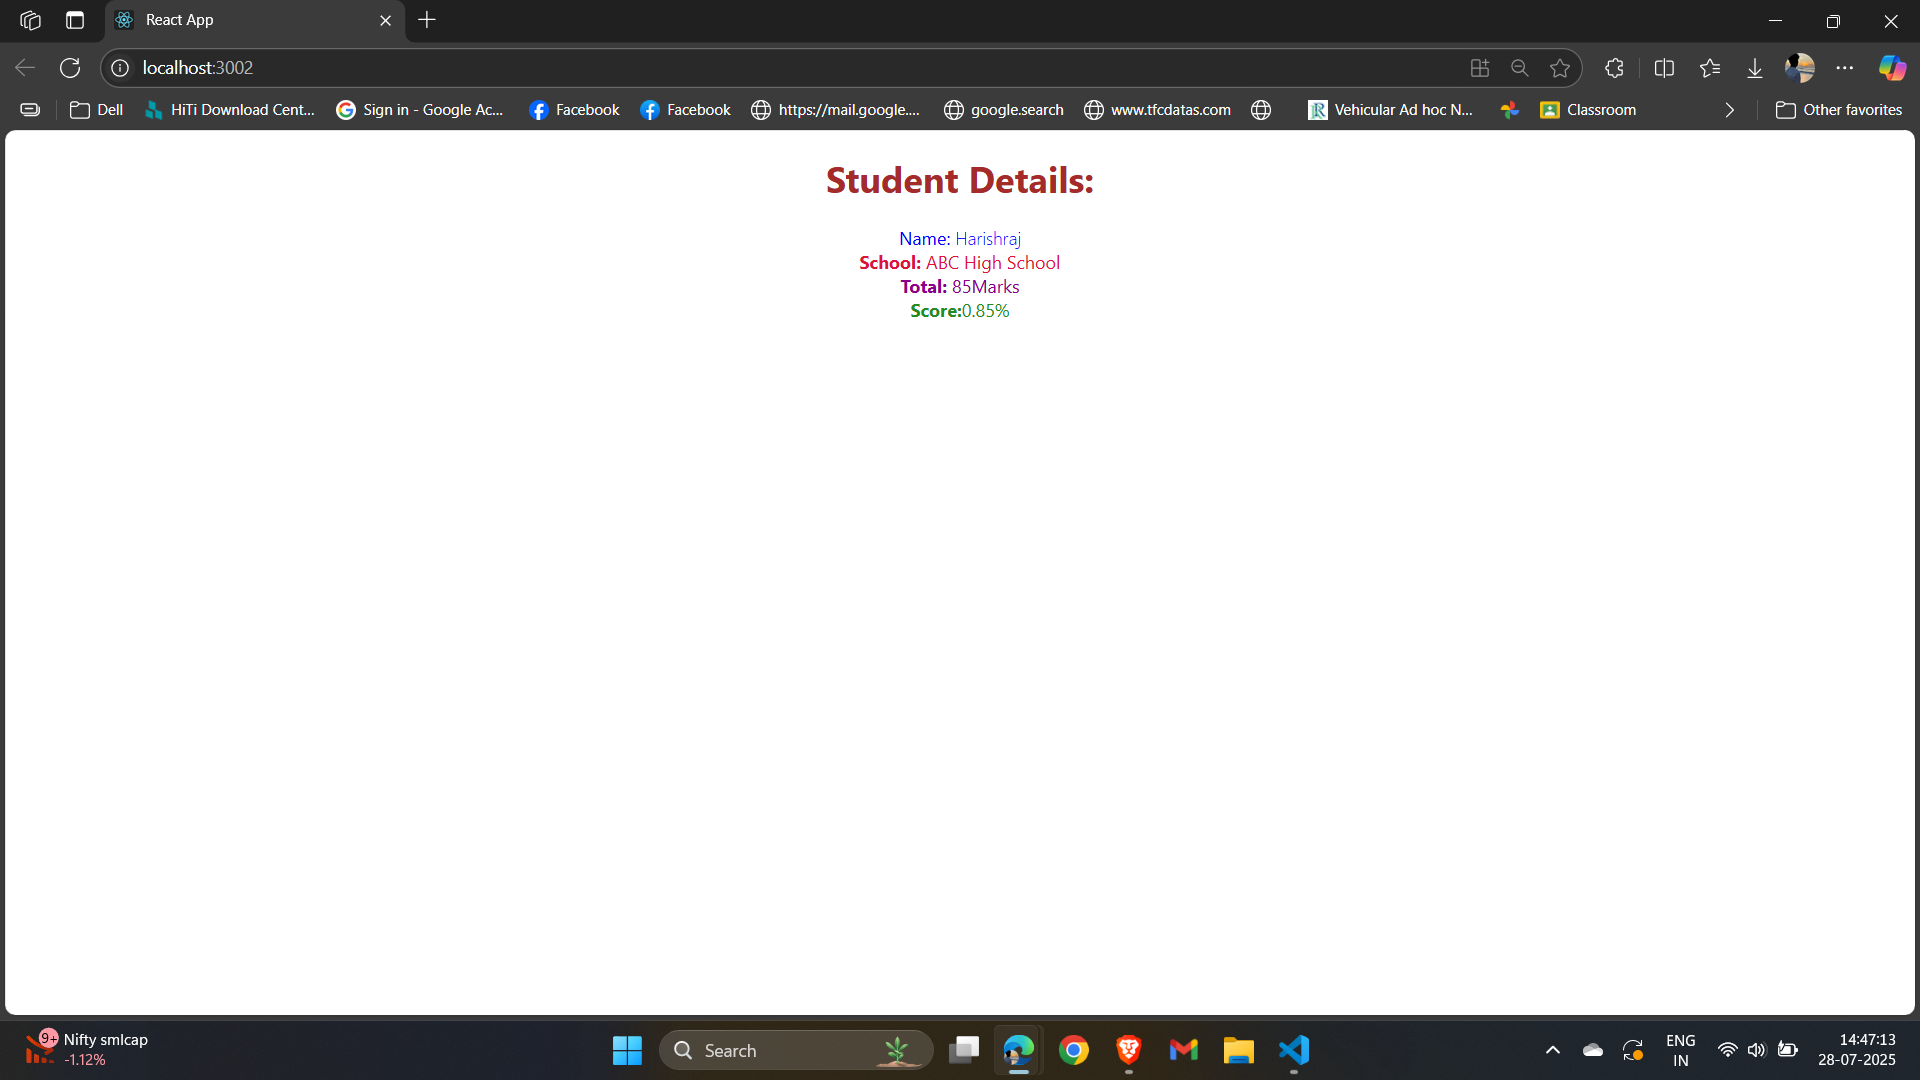 React App
localhost:3002
Dell
HiTi Download Cent...
Sign in - Google Ac...
Facebook
Facebook
https://mail.google....
google.search
www.tfcdatas.com
Vehicular Ad hoc N...
Classroom
Other favorites
Student Details:
Name: Harishraj
School: ABC High School
Total: 85Marks
Score:0.85%
9+
Nifty smlcap
-1.12%
Search
ENG
IN
14:47:13
28-07-2025